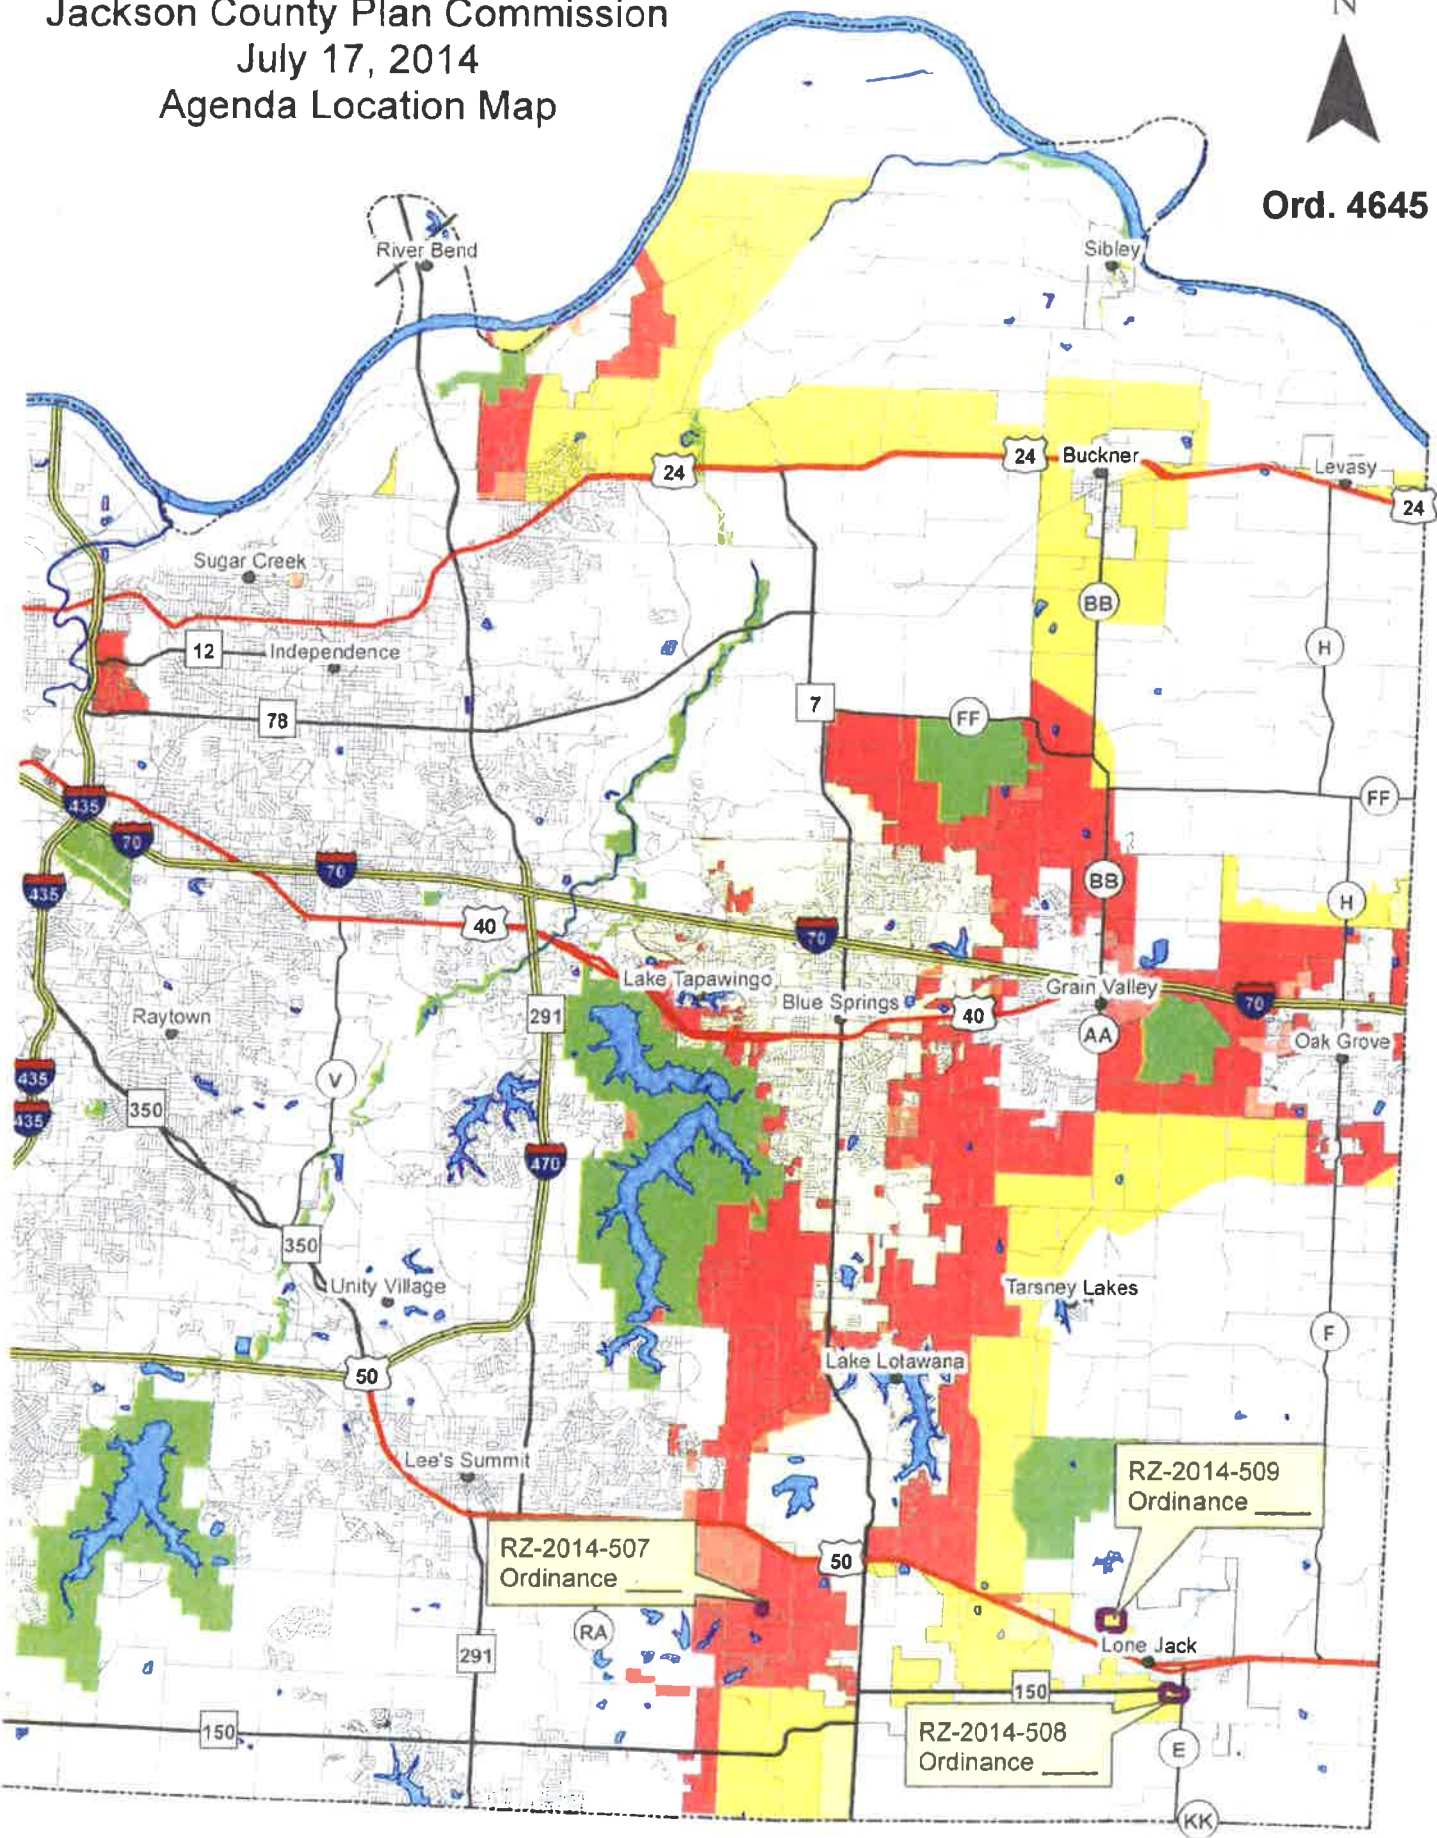 Jackson County Plan Commission
July 17, 2014
Agenda Location Map
N
Ord. 4645
River Bend
Sibley
24
24
Buckner
Levasy
24
Sugar Creek
BB
12
Independence
H
7
78
FF
435
FF
70
70
BB
435
H
40
70
Lake Tapawingo
Grain Valley
Blue Springs
70
291
40
Raytown
AA
Oak Grove
435
V
350
435
470
350
Unity Village
Tarsney Lakes
F
Lake Lotawana
50
Lee's Summit
RZ-2014-509
Ordinance ____
RZ-2014-507
Ordinance ____
50
RA
291
Lone Jack
150
150
RZ-2014-508
Ordinance ____
E
KK